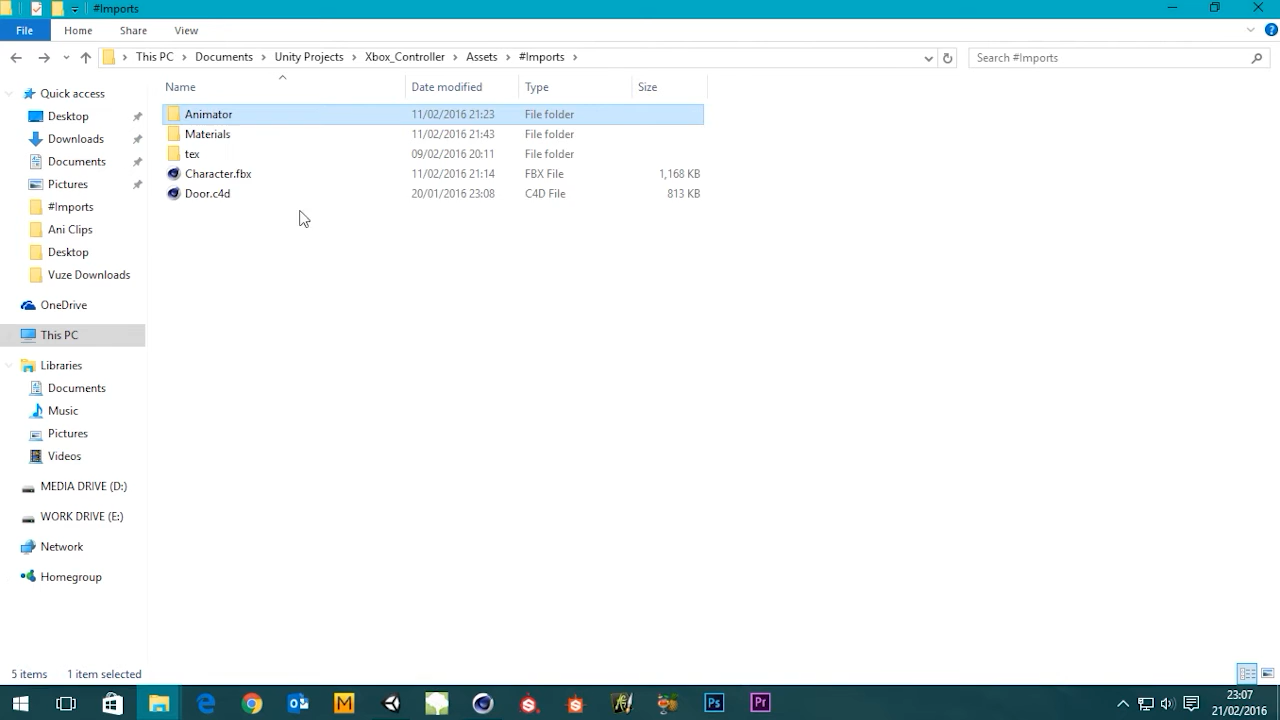 #Imports
File Home Share View
This PC Documents Unity Projects Xbox_Controller Assets #Imports Search #Imports
Name Date modified Type Size
Quick access
Desktop
Downloads
Documents
Pictures
#Imports
Ani Clips
Desktop
Vuze Downloads
OneDrive
This PC
Libraries
Documents
Music
Pictures
Videos
MEDIA DRIVE (D:)
WORK DRIVE (E:)
Network
Homegroup
Animator 11/02/2016 21:23 File folder
Materials 11/02/2016 21:43 File folder
tex 09/02/2016 20:11 File folder
Character.fbx 11/02/2016 21:14 FBX File 1,168 KB
Door.c4d 20/01/2016 23:08 C4D File 813 KB
5 items 1 item selected
M Ps Pr
23:07
21/02/2016